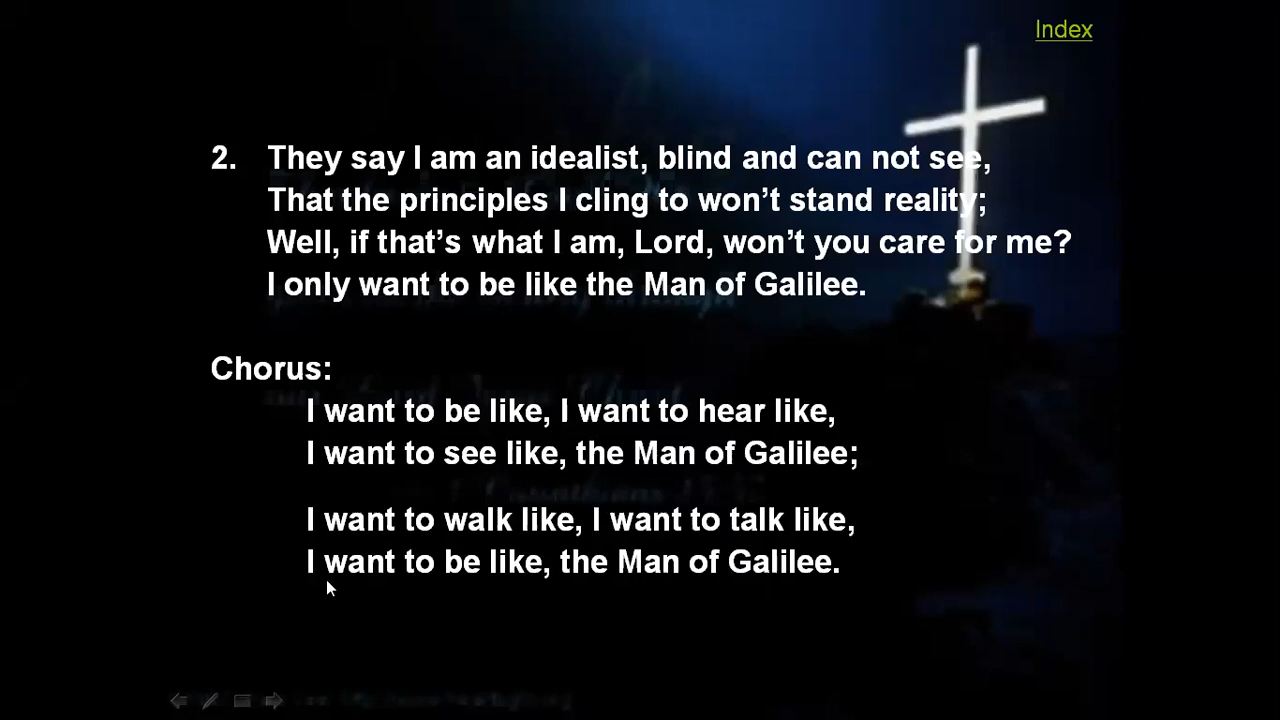 Index
2. They say I am an idealist, blind and can not see,
That the principles I cling to won’t stand reality;
Well, if that’s what I am, Lord, won’t you care for me?
I only want to be like the Man of Galilee.
Chorus:
I want to be like, I want to hear like,
I want to see like, the Man of Galilee;
I want to walk like, I want to talk like,
I want to be like, the Man of Galilee.